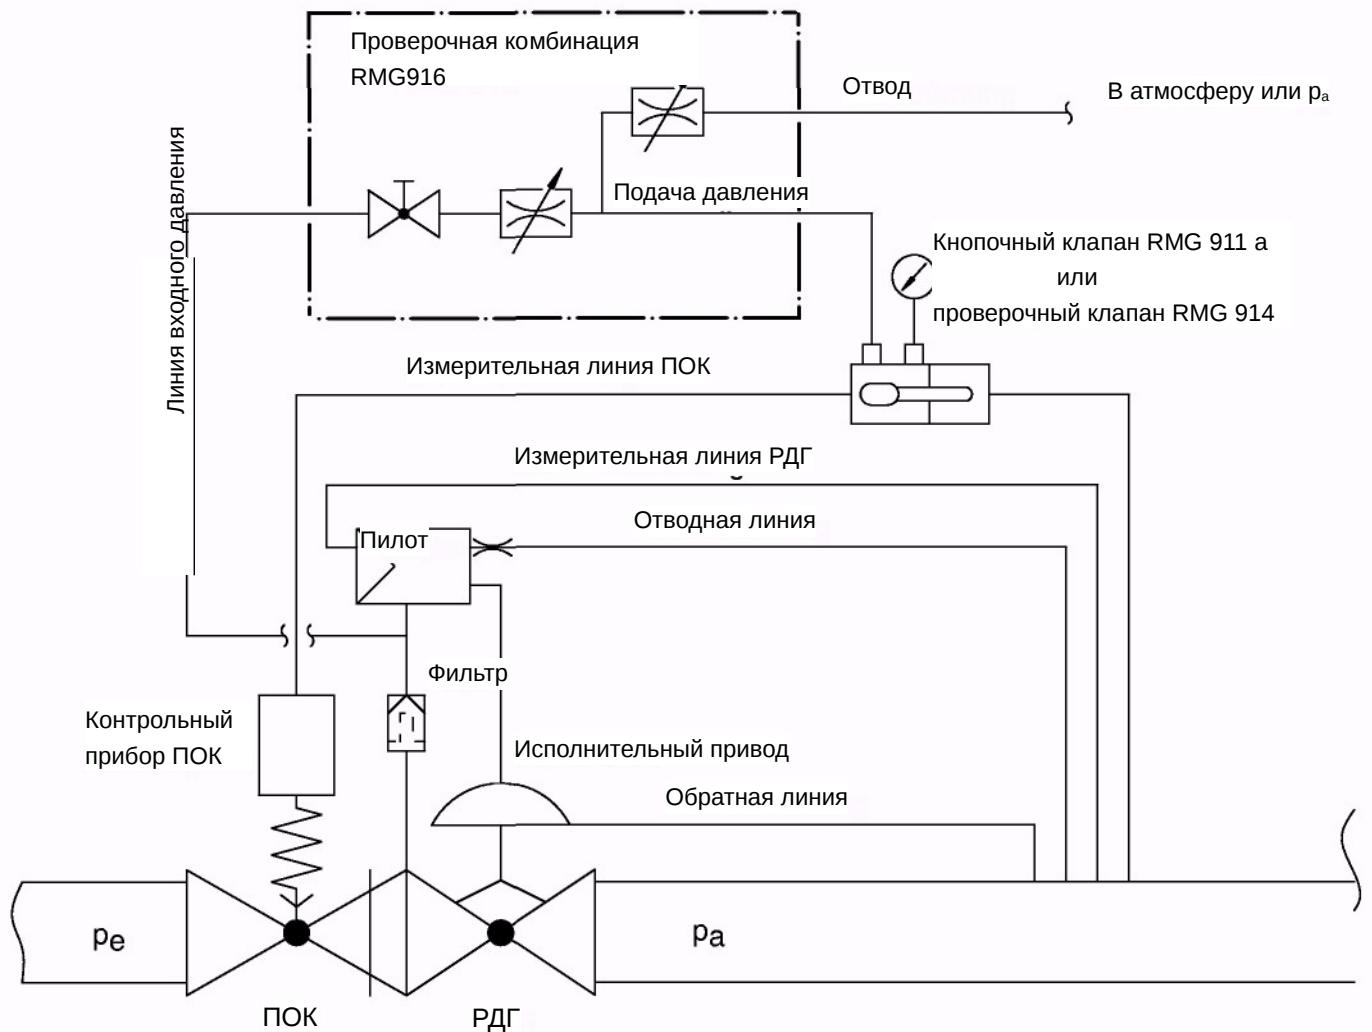 Проверочная комбинация
RMG916
Отвод
В атмосферу или pa
Линия входного давления
Подача давления
Кнопочный клапан RMG 911 a
или
проверочный клапан RMG 914
Измерительная линия ПОК
Измерительная линия РДГ
Отводная линия
Пилот
Фильтр
Контрольный
прибор ПОК
Исполнительный привод
Обратная линия
pe
pa
ПОК
РДГ